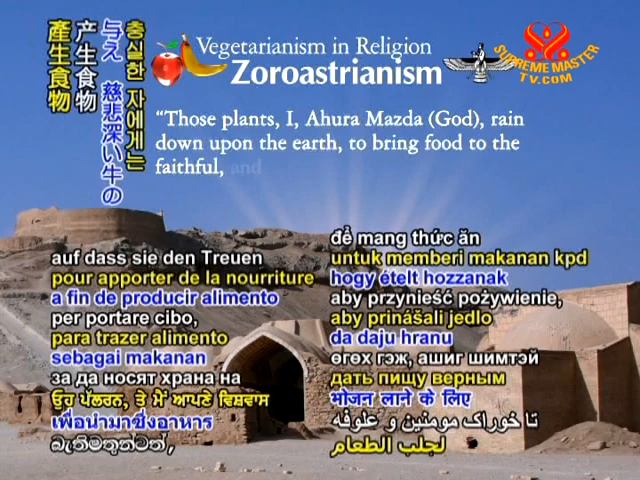 충실한 자에게는
与え 慈悲深い牛の
产生食物
產生食物
Vegetarianism in Religion
Zoroastrianism
SUPREME MASTER
TV.COM
“Those plants, I, Ahura Mazda (God), rain
down upon the earth, to bring food to the
faithful, and
auf dass sie den Treuen
pour apporter de la nourriture
a fin de producir alimento
per portare cibo,
para trazer alimento
sebagai makanan
за да носят храна на
ਉਹ ਪੱਲਰਨ, ਤੇ ਮੈਂ ਆਪਣੇ ਵਿਸ਼ਵਾਸ
เพื่อนำมาซึ่งอาหาร
để mang thức ăn
untuk memberi makanan kpd
hogy ételt hozzanak
aby przynieść pożywienie,
aby prinášali jedlo
da daju hranu
өгөх гэж, ашиг шимтэй
дать пищу верным
भोजन लाने के लिए
تا خوراک مومنین و علوفه
لجلب الطعام